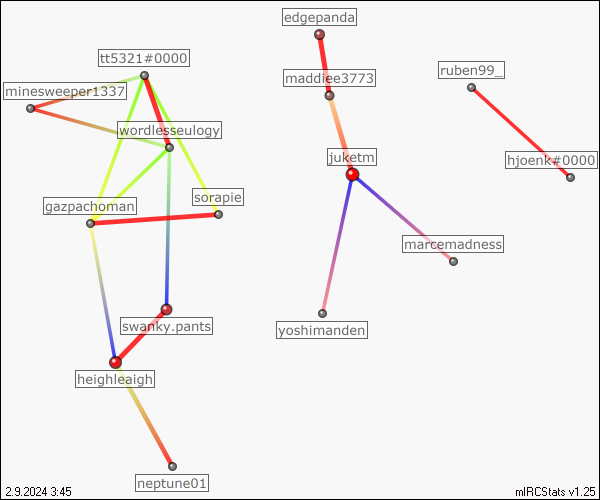 edgepanda
tt5321#0000
ruben99_
maddiee3773
minesweeper1337
wordlesseulogy
juketm
hjoenk#0000
sorapie
gazpachoman
marcemadness
swanky.pants
yoshimanden
heighleaigh
neptune01
2.9.2024 3:45
mIRCStats v1.25